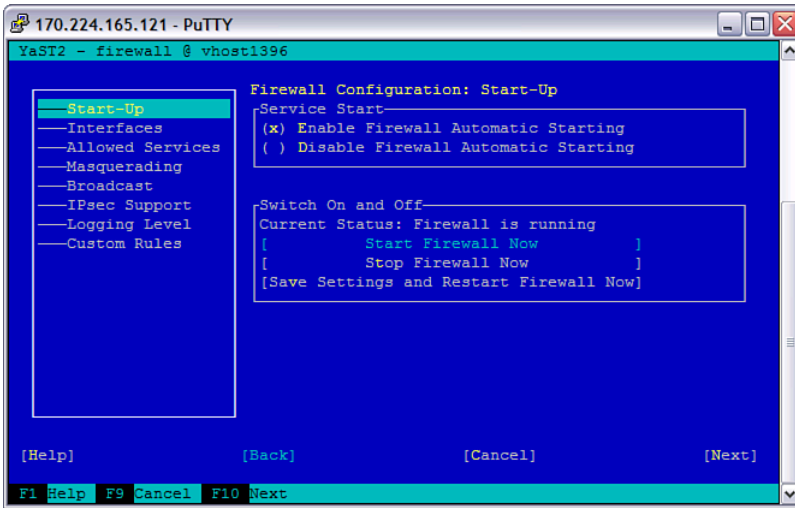 170.224.165.121 - PuTTY
YaST2 - firewall @ vhost1396
Firewall Configuration: Start-Up
Start-Up
Interfaces
Allowed Services
Masquerading
Broadcast
IPsec Support
Logging Level
Custom Rules
Service Start
(x) Enable Firewall Automatic Starting
( ) Disable Firewall Automatic Starting
Switch On and Off
Current Status: Firewall is running
[ Start Firewall Now ]
[ Stop Firewall Now ]
[Save Settings and Restart Firewall Now]
[Help] [Back] [Cancel] [Next]
F1 Help F9 Cancel F10 Next